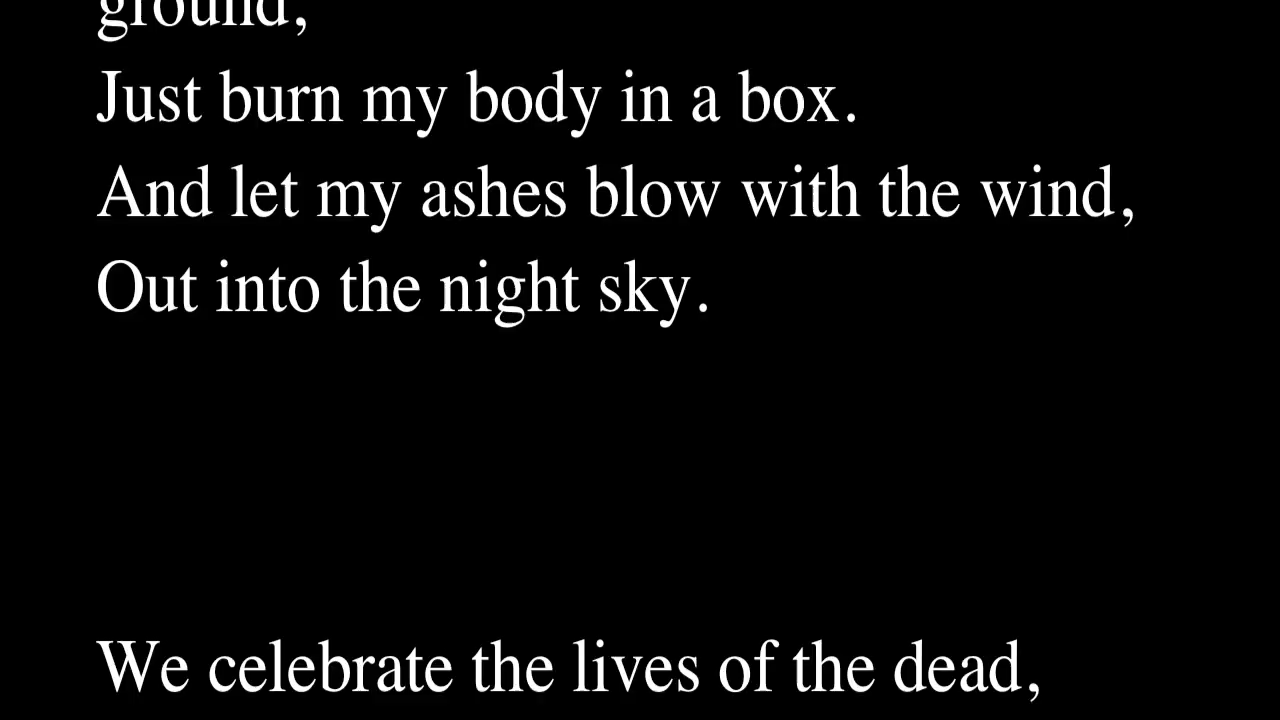 ground,
Just burn my body in a box.
And let my ashes blow with the wind,
Out into the night sky.
We celebrate the lives of the dead,